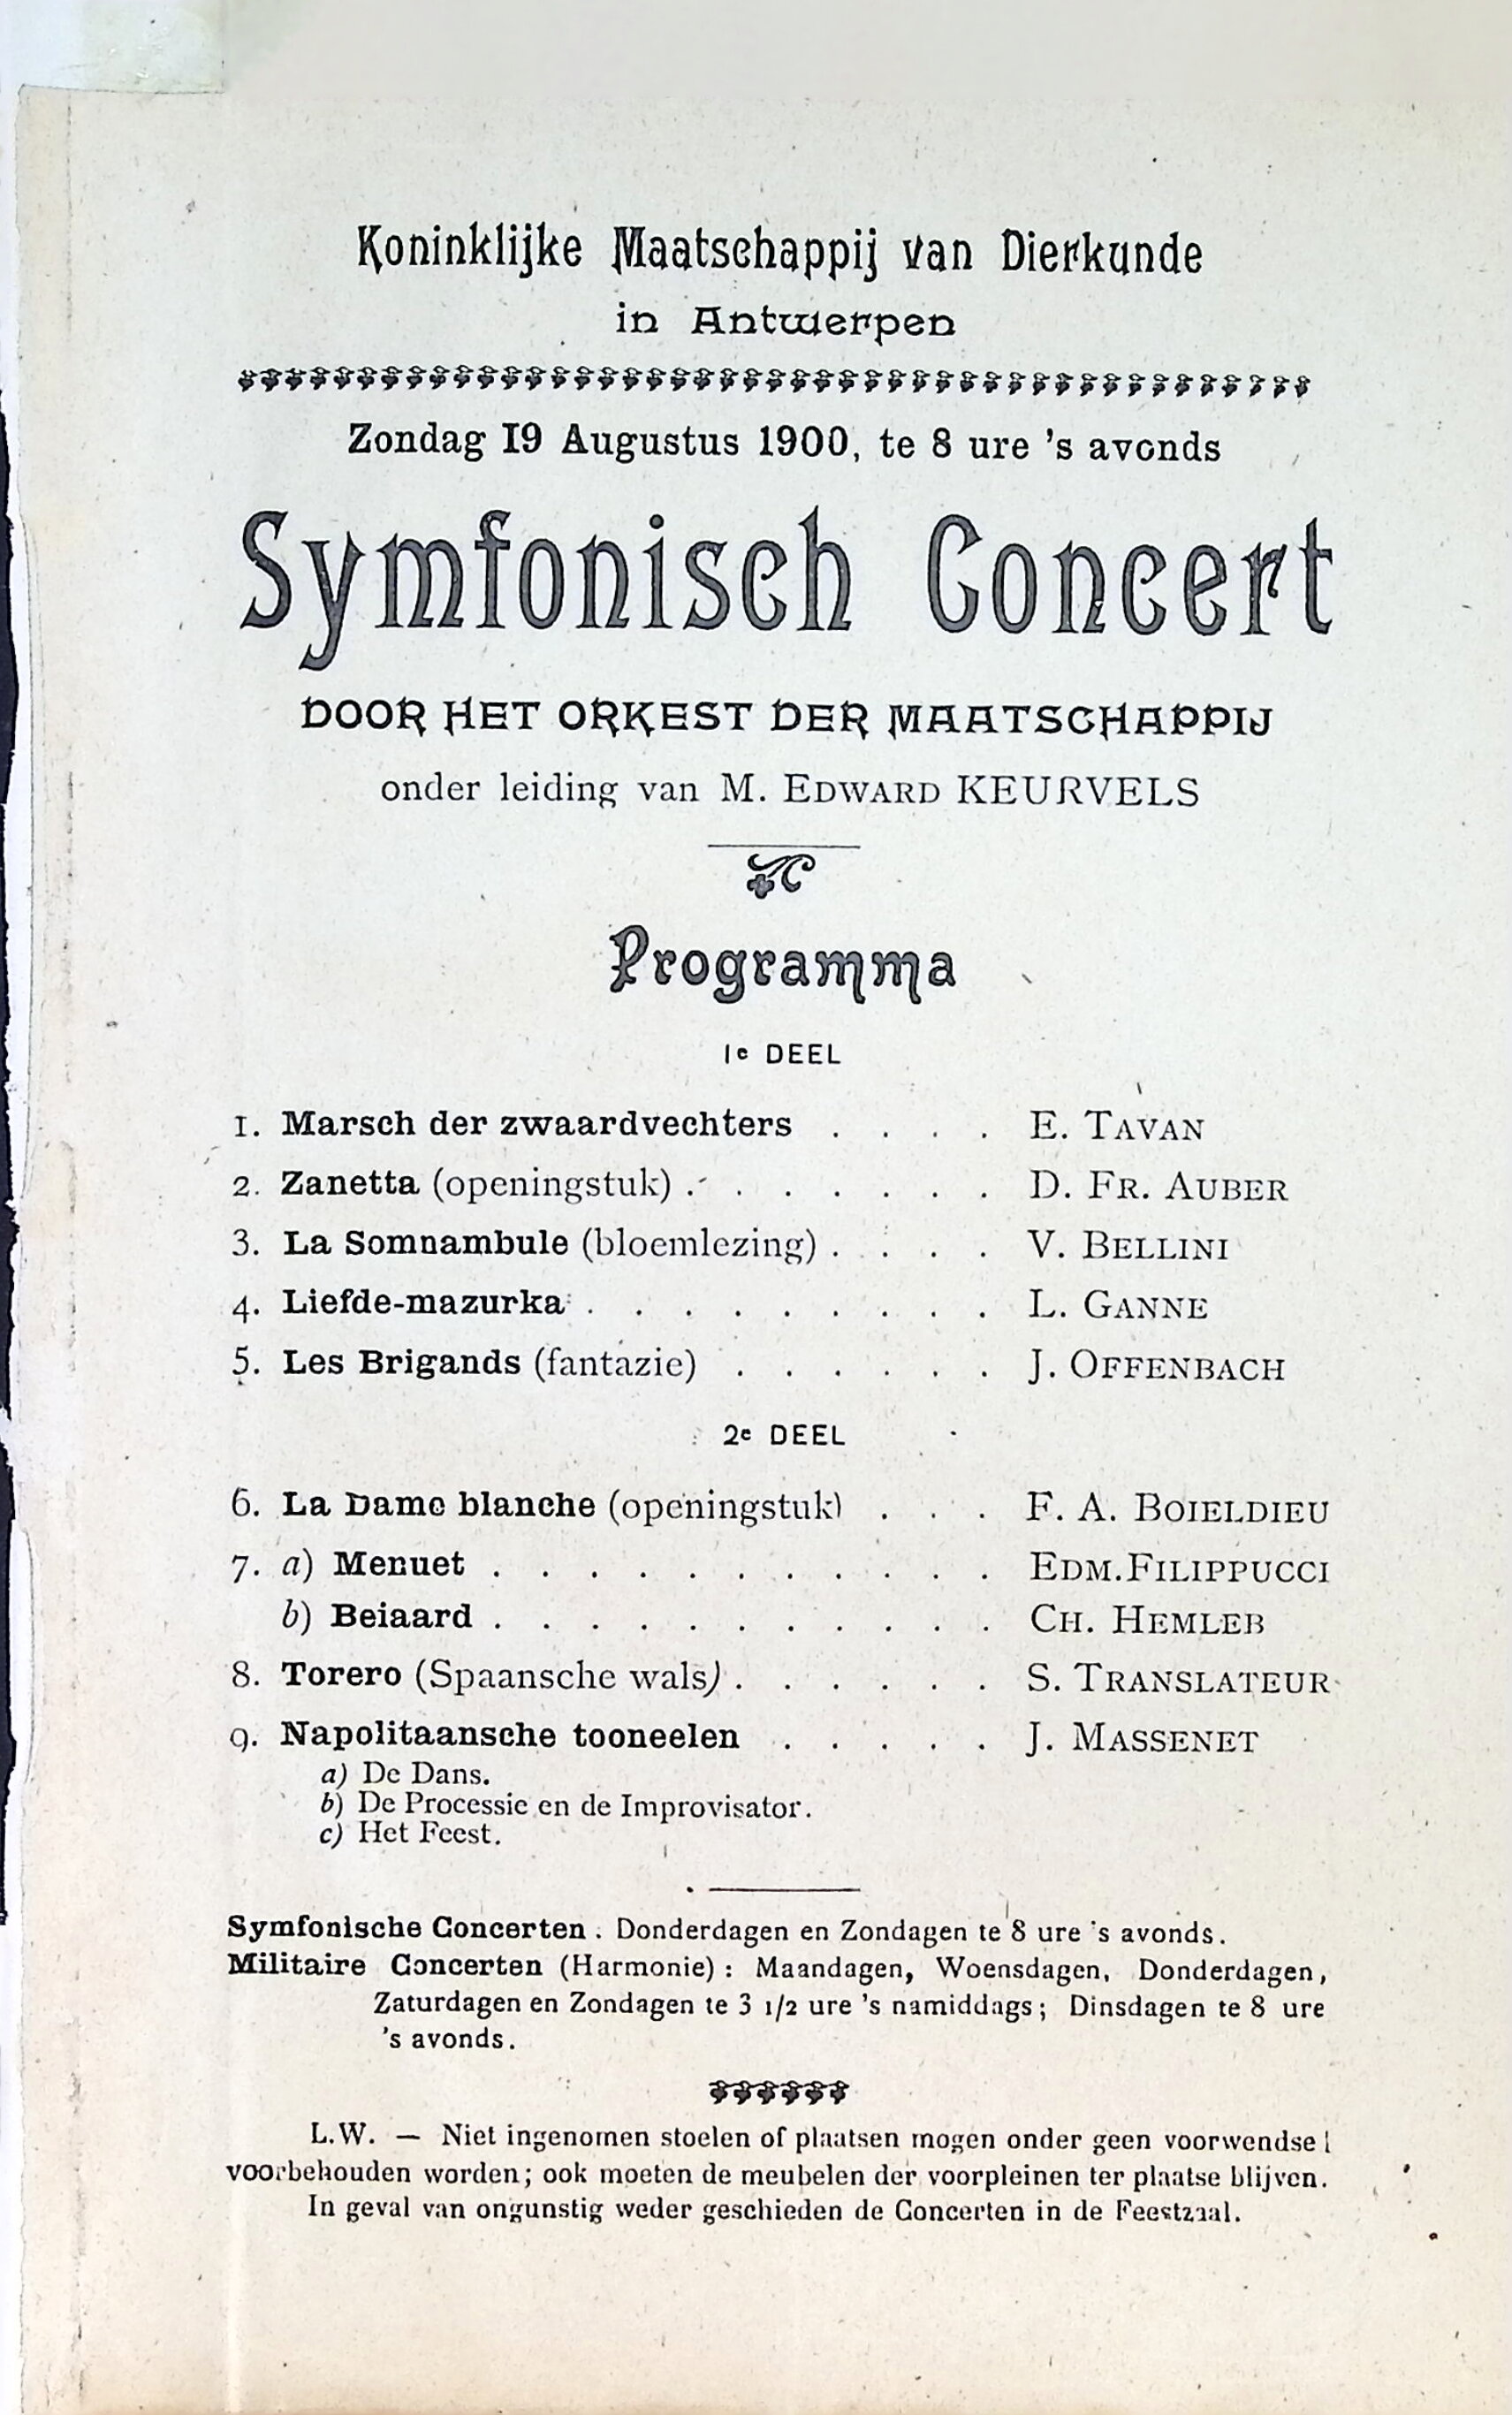 Koninklijke Maatschappij van Dierkunde
in Antwerpen
Zondag 19 Augustus 1900, te 8 ure 's avonds
Symfonisch Concert
DOOR HET ORKEST DER MAATSCHAPPIJ
onder leiding van M. EDWARD KEURVELS
Programma
1e DEEL
1. Marsch der zwaardvechters . . . . E. TAVAN
2. Zanetta (openingstuk) . . . . . . . D. FR. AUBER
3. La Somnambule (bloemlezing) . . . . V. BELLINI
4. Liefde-mazurka . . . . . . . . . L. GANNE
5. Les Brigands (fantazie) . . . . . . J. OFFENBACH
2e DEEL
6. La Dame blanche (openingstuk) . . . F. A. BOIELDIEU
7. a) Menuet . . . . . . . . . . . EDM. FILIPPUCCI
b) Beiaard . . . . . . . . . . . CH. HEMLEB
8. Torero (Spaansche wals) . . . . . . S. TRANSLATEUR
9. Napolitaansche tooneelen . . . . . J. MASSENET
a) De Dans.
b) De Processie en de Improvisator.
c) Het Feest.
Symfonische Concerten : Donderdagen en Zondagen te 8 ure 's avonds.
Militaire Concerten (Harmonie) : Maandagen, Woensdagen, Donderdagen,
Zaturdagen en Zondagen te 3 1/2 ure 's namiddags; Dinsdagen te 8 ure
's avonds.
L.W. — Niet ingenomen stoelen of plaatsen mogen onder geen voorwendsel
voorbehouden worden; ook moeten de meubelen der voorpleinen ter plaatse blijven.
In geval van ongunstig weder geschieden de Concerten in de Feestzaal.